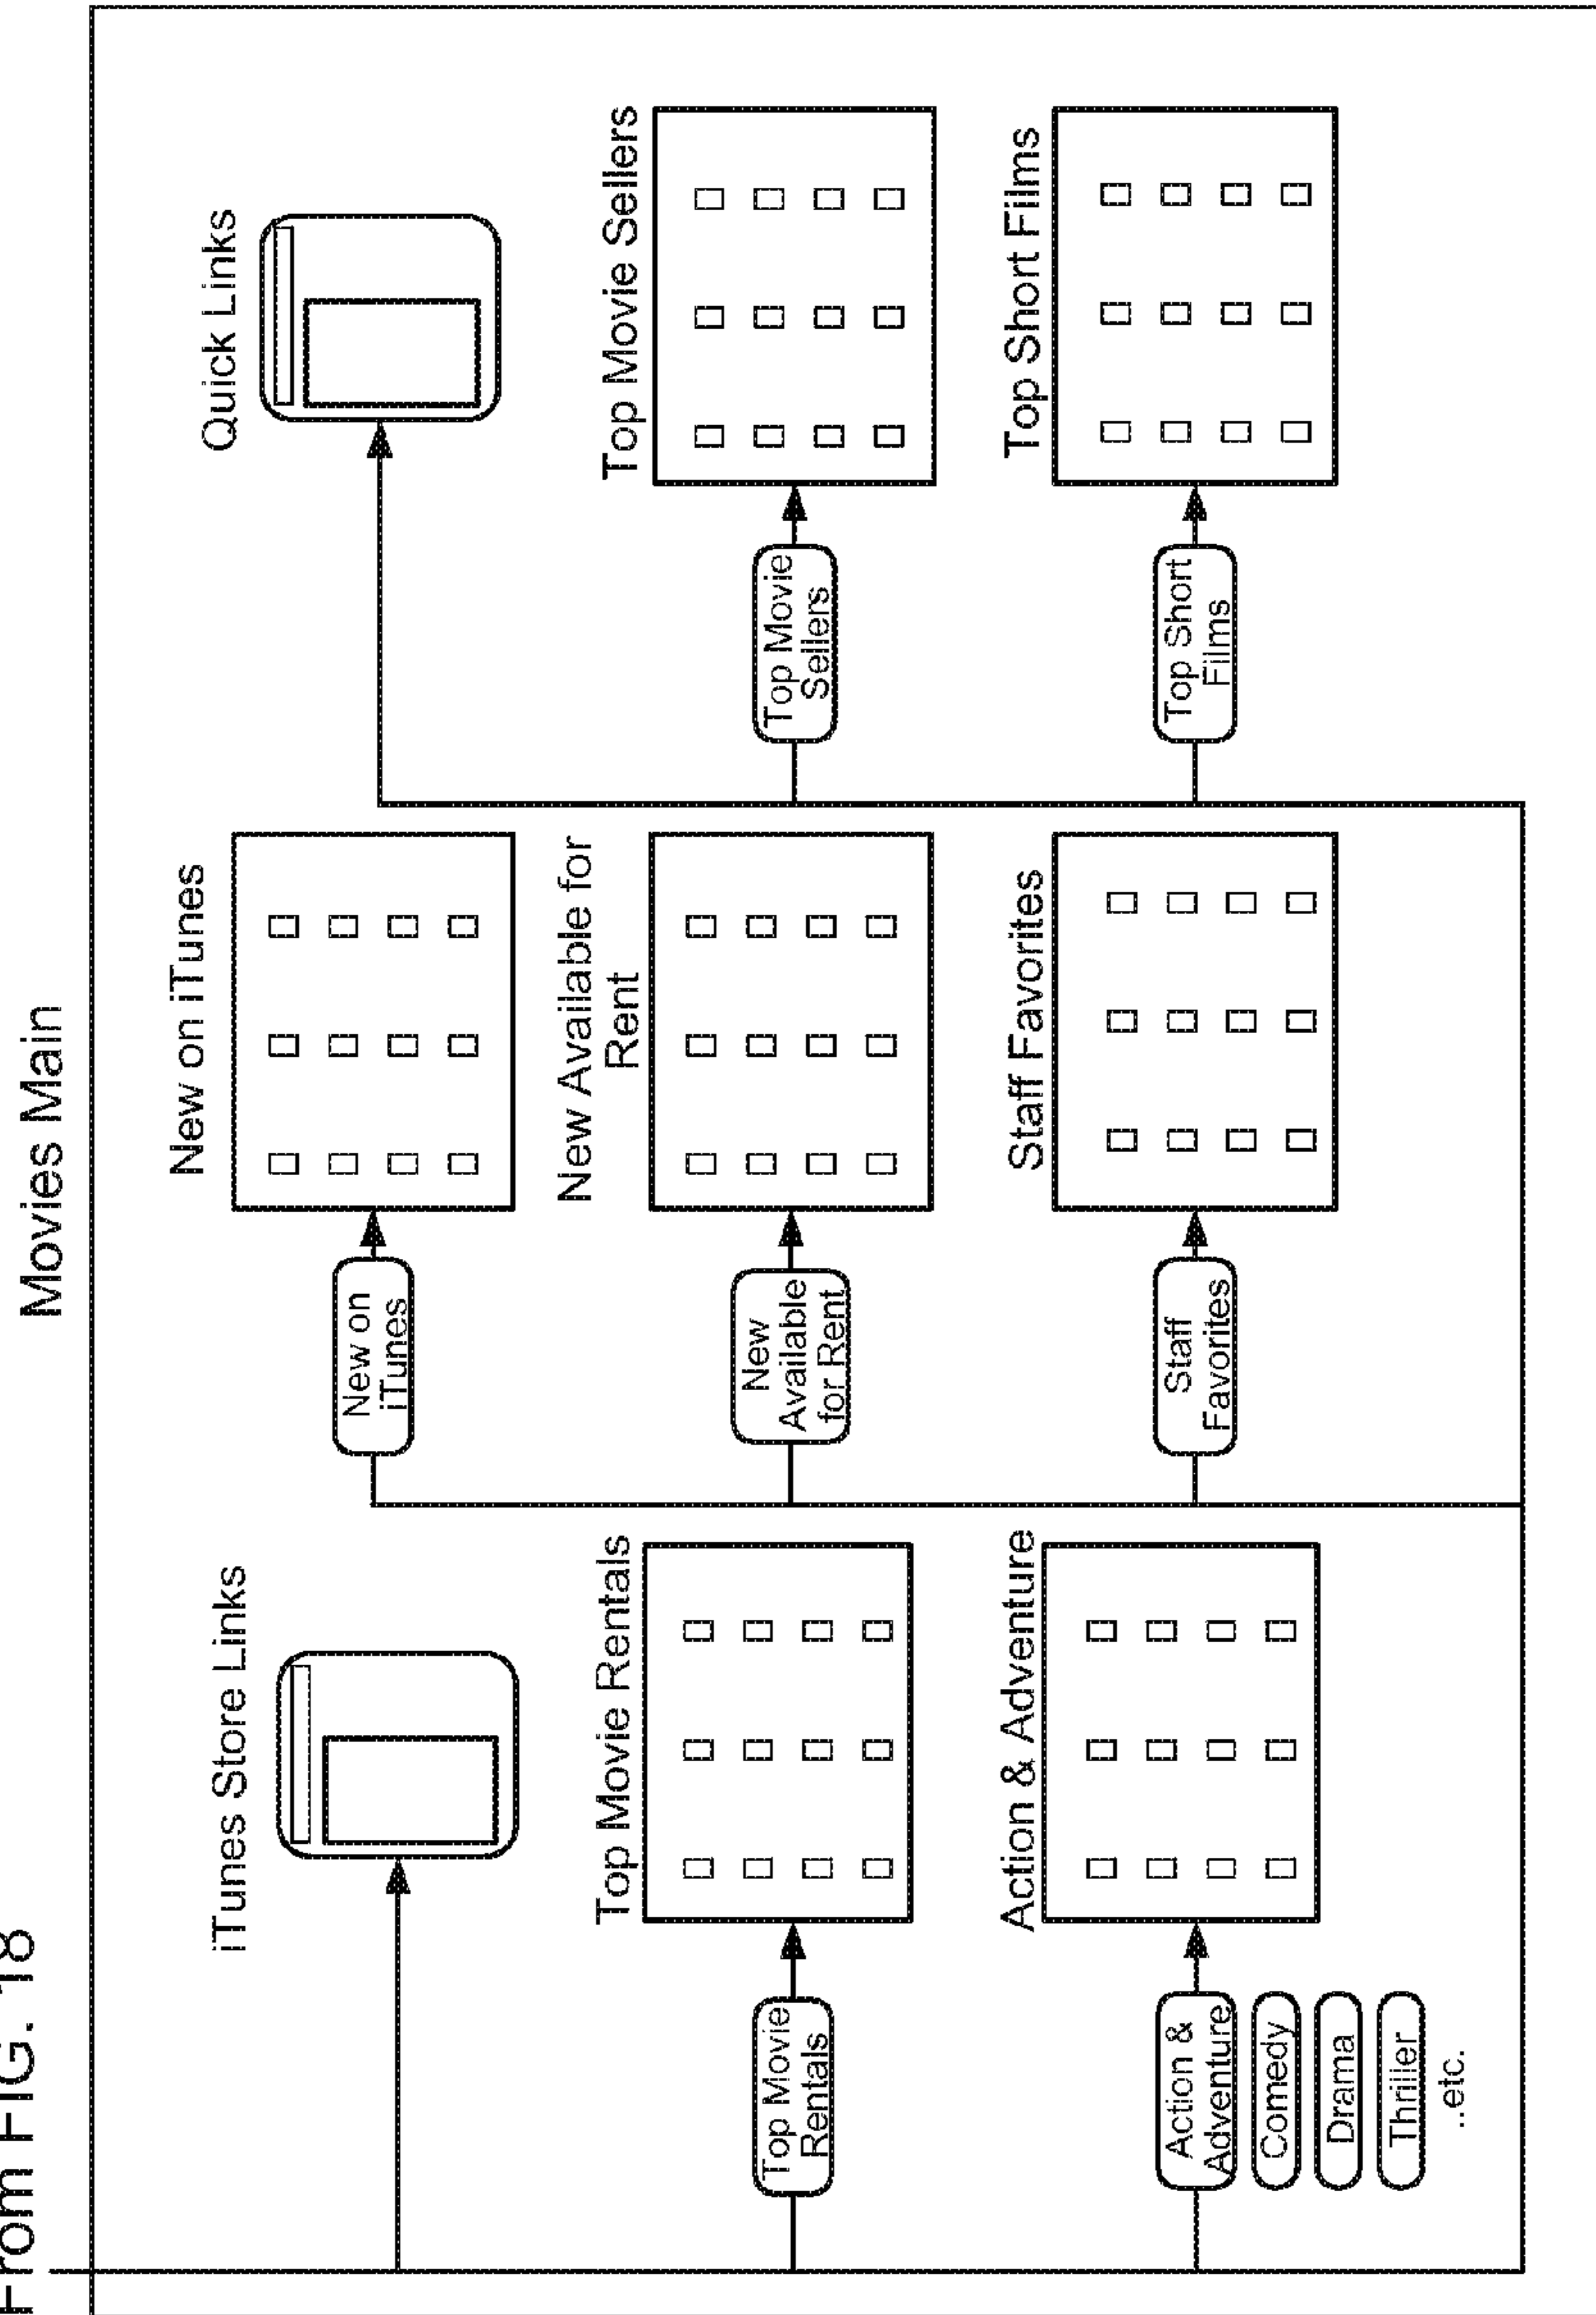 From FIG. 18
Movies Main
iTunes Store Links
New on
iTunes
New on iTunes
Quick Links
Top Movie
Rentals
Top Movie Rentals
New
Available
for Rent
New Available for
Rent
Top Movie
Sellers
Top Movie Sellers
Action &
Adventure
Comedy
Drama
Thriller
..etc.
Action & Adventure
Staff
Favorites
Staff Favorites
Top Short
Films
Top Short Films